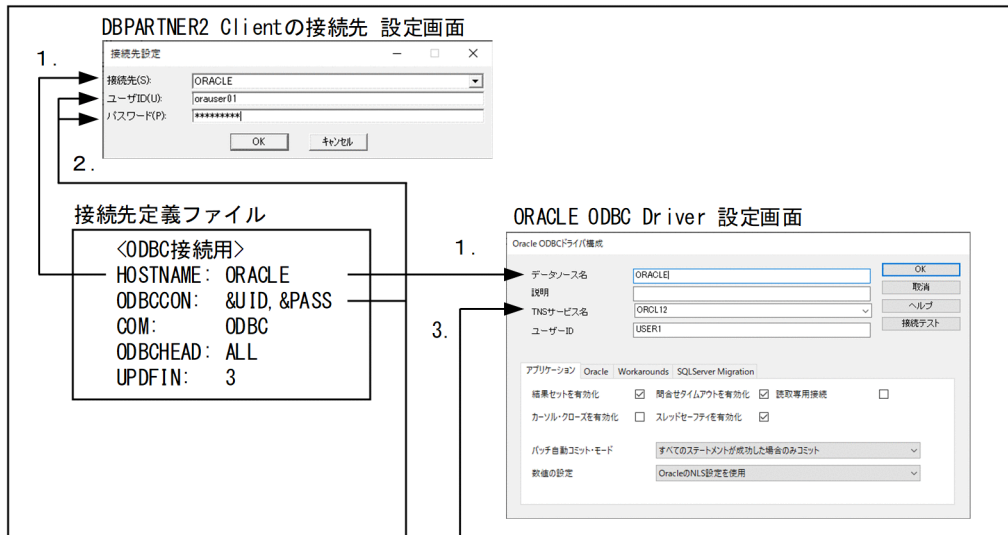 DBPARTNER2 Clientの接続先 設定画面
1.
接続先設定
接続先(S): ORACLE
ユーザID(U): orauser01
パスワード(P): *********
OK キャンセル
2.
接続先定義ファイル
<ODBC接続用>
HOSTNAME: ORACLE
ODBCCON: &UID,&PASS
COM: ODBC
ODBCHEAD: ALL
UPDFIN: 3
ORACLE ODBC Driver 設定画面
1.
Oracle ODBCドライバ構成
データソース名 ORACLE OK
説明 取消
TNSサービス名 ORCL12 ヘルプ
3.
ユーザーID USER1 接続テスト
アプリケーション Oracle Workarounds SQLServer Migration
結果セットを有効化 問合せタイムアウトを有効化 読取専用接続
カーソル・クローズを有効化 スレッドセーフティを有効化
バッチ自動コミット・モード すべてのステートメントが成功した場合のみコミット
数値の設定 OracleのNLS設定を使用